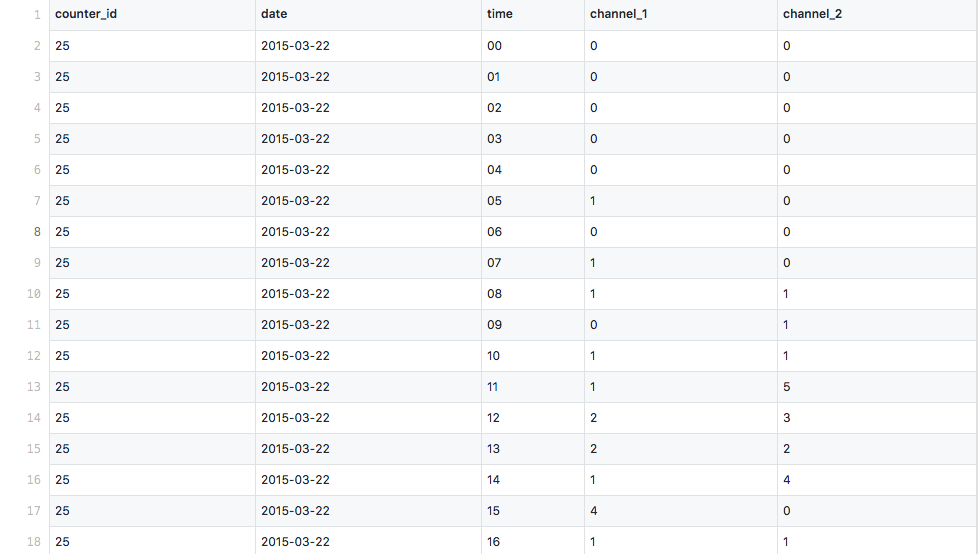 1 counter_id date time channel_1 channel_2
2 25 2015-03-22 00 0 0
3 25 2015-03-22 01 0 0
4 25 2015-03-22 02 0 0
5 25 2015-03-22 03 0 0
6 25 2015-03-22 04 0 0
7 25 2015-03-22 05 1 0
8 25 2015-03-22 06 0 0
9 25 2015-03-22 07 1 0
10 25 2015-03-22 08 1 1
11 25 2015-03-22 09 0 1
12 25 2015-03-22 10 1 1
13 25 2015-03-22 11 1 5
14 25 2015-03-22 12 2 3
15 25 2015-03-22 13 2 2
16 25 2015-03-22 14 1 4
17 25 2015-03-22 15 4 0
18 25 2015-03-22 16 1 1